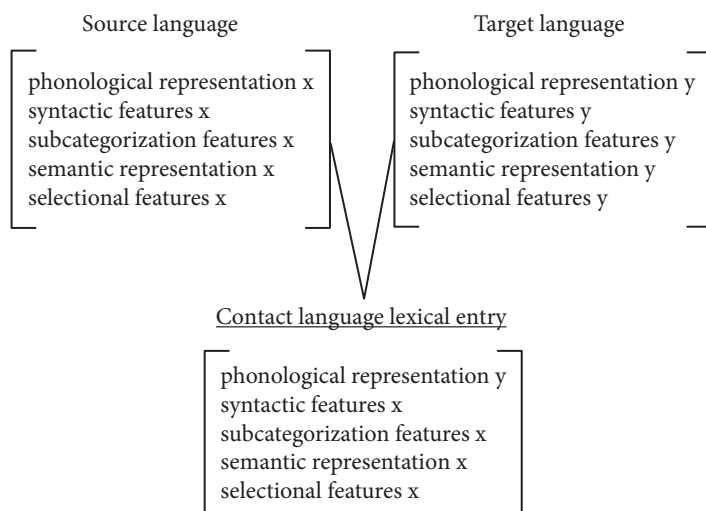 Source language
phonological representation x
syntactic features x
subcategorization features x
semantic representation x
selectional features x
Target language
phonological representation y
syntactic features y
subcategorization features y
semantic representation y
selectional features y
Contact language lexical entry
phonological representation y
syntactic features x
subcategorization features x
semantic representation x
selectional features x